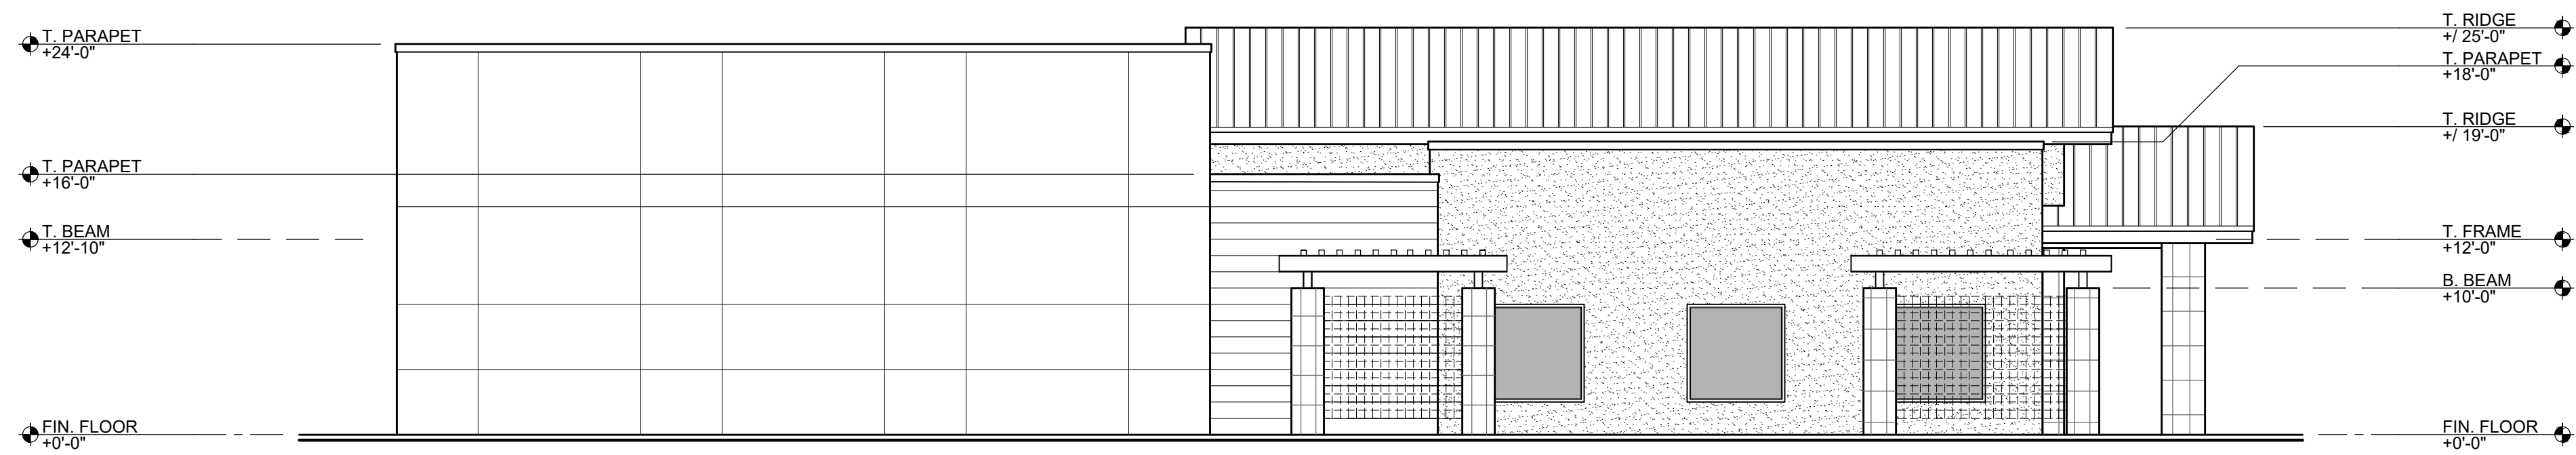 T. PARAPET
+24'-0"
T. PARAPET
+16'-0"
T. BEAM
+12'-10"
FIN. FLOOR
+0'-0"
T. RIDGE
+/ 25'-0"
T. PARAPET
+18'-0"
T. RIDGE
+/ 19'-0"
T. FRAME
+12'-0"
B. BEAM
+10'-0"
FIN. FLOOR
+0'-0"